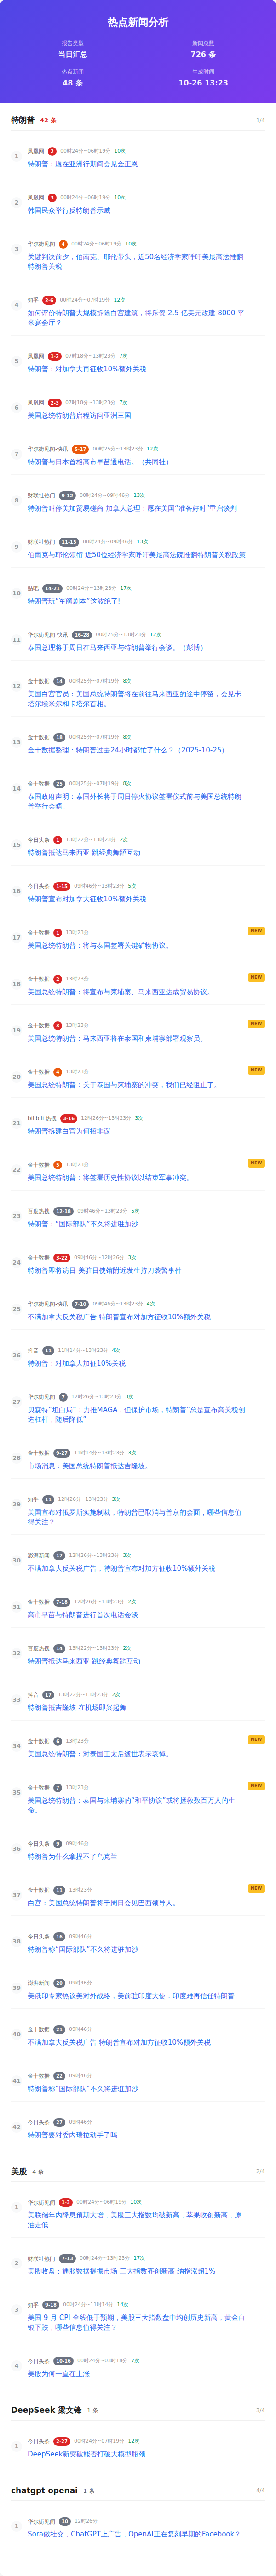 热点新闻分析
报告类型
新闻总数
当日汇总
726 条
热点新闻
生成时间
48 条
10-26 13:23
特朗普 42 条 1/4
1 凤凰网 2 00时24分~06时19分 10次
特朗普：愿在亚洲行期间会见金正恩
2 凤凰网 3 00时24分~06时19分 10次
韩国民众举行反特朗普示威
3 华尔街见闻 4 00时24分~06时19分 10次
关键判决前夕，伯南克、耶伦带头，近50名经济学家呼吁美最高法推翻
特朗普关税
4 知乎 2-6 00时24分~07时19分 12次
如何评价特朗普大规模拆除白宫建筑，将斥资 2.5 亿美元改建 8000 平
米宴会厅？
5 凤凰网 1-2 07时18分~13时23分 7次
特朗普：对加拿大再征收10%额外关税
6 凤凰网 2-3 07时18分~13时23分 7次
美国总统特朗普启程访问亚洲三国
7 华尔街见闻-快讯 5-17 00时25分~13时23分 12次
特朗普与日本首相高市早苗通电话。（共同社）
8 财联社热门 9-12 00时24分~09时46分 13次
特朗普叫停美加贸易磋商 加拿大总理：愿在美国“准备好时”重启谈判
9 财联社热门 11-13 00时24分~09时46分 13次
伯南克与耶伦领衔 近50位经济学家呼吁美最高法院推翻特朗普关税政策
10 贴吧 14-21 00时24分~13时23分 17次
特朗普玩“军阀剧本”这波绝了!
11 华尔街见闻-快讯 16-28 00时25分~13时23分 12次
泰国总理将于周日在马来西亚与特朗普举行会谈。（彭博）
12 金十数据 14 00时25分~07时19分 8次
美国白宫官员：美国总统特朗普将在前往马来西亚的途中停留，会见卡
塔尔埃米尔和卡塔尔首相。
13 金十数据 18 00时25分~07时19分 8次
金十数据整理：特朗普过去24小时都忙了什么？（2025-10-25）
14 金十数据 25 00时25分~07时19分 8次
泰国政府声明：泰国外长将于周日停火协议签署仪式前与美国总统特朗
普举行会晤。
15 今日头条 1 13时22分~13时23分 2次
特朗普抵达马来西亚 跳经典舞蹈互动
16 今日头条 1-15 09时46分~13时23分 5次
特朗普宣布对加拿大征收10%额外关税
17 金十数据 1 13时23分 NEW
美国总统特朗普：将与泰国签署关键矿物协议。
18 金十数据 2 13时23分 NEW
美国总统特朗普：将宣布与柬埔寨、马来西亚达成贸易协议。
19 金十数据 3 13时23分 NEW
美国总统特朗普：马来西亚将在泰国和柬埔寨部署观察员。
20 金十数据 4 13时23分 NEW
美国总统特朗普：关于泰国与柬埔寨的冲突，我们已经阻止了。
21 bilibili 热搜 3-16 12时26分~13时23分 3次
特朗普拆建白宫为何招非议
22 金十数据 5 13时23分 NEW
美国总统特朗普：将签署历史性协议以结束军事冲突。
23 百度热搜 12-18 09时46分~13时23分 5次
特朗普：“国际部队”不久将进驻加沙
24 金十数据 3-22 09时46分~12时26分 3次
特朗普即将访日 美驻日使馆附近发生持刀袭警事件
25 华尔街见闻-快讯 7-10 09时46分~13时23分 4次
不满加拿大反关税广告 特朗普宣布对加方征收10%额外关税
26 抖音 11 11时14分~13时23分 4次
特朗普：对加拿大加征10%关税
27 华尔街见闻 7 12时26分~13时23分 3次
贝森特“坦白局”：力推MAGA，但保护市场，特朗普“总是宣布高关税创
造杠杆，随后降低”
28 金十数据 9-27 11时14分~13时23分 3次
市场消息：美国总统特朗普抵达吉隆坡。
29 知乎 11 12时26分~13时23分 3次
美国宣布对俄罗斯实施制裁，特朗普已取消与普京的会面，哪些信息值
得关注？
30 澎湃新闻 17 12时26分~13时23分 3次
不满加拿大反关税广告，特朗普宣布对加方征收10%额外关税
31 金十数据 7-18 12时26分~13时23分 2次
高市早苗与特朗普进行首次电话会谈
32 百度热搜 14 13时22分~13时23分 2次
特朗普抵达马来西亚 跳经典舞蹈互动
33 抖音 17 13时22分~13时23分 2次
特朗普抵吉隆坡 在机场即兴起舞
34 金十数据 6 13时23分 NEW
美国总统特朗普：对泰国王太后逝世表示哀悼。
35 金十数据 7 13时23分 NEW
美国总统特朗普：泰国与柬埔寨的“和平协议”或将拯救数百万人的生
命。
36 今日头条 9 09时46分
特朗普为什么拿捏不了乌克兰
37 金十数据 11 13时23分 NEW
白宫：美国总统特朗普将于周日会见巴西领导人。
38 今日头条 16 09时46分
特朗普称“国际部队”不久将进驻加沙
39 澎湃新闻 20 09时46分
美俄印专家热议美对外战略，美前驻印度大使：印度难再信任特朗普
40 金十数据 21 09时46分
不满加拿大反关税广告 特朗普宣布对加方征收10%额外关税
41 金十数据 22 09时46分
特朗普称“国际部队”不久将进驻加沙
42 今日头条 27 09时46分
特朗普要对委内瑞拉动手了吗
美股 4 条 2/4
1 华尔街见闻 1-3 00时24分~06时19分 10次
美联储年内降息预期大增，美股三大指数均破新高，苹果收创新高，原
油走低
2 财联社热门 7-13 00时24分~13时23分 17次
美股收盘：通胀数据提振市场 三大指数齐创新高 纳指涨超1%
3 知乎 9-18 00时24分~11时14分 14次
美国 9 月 CPI 全线低于预期，美股三大指数盘中均创历史新高，黄金白
银下跌，哪些信息值得关注？
4 今日头条 10-16 00时24分~03时18分 7次
美股为何一直在上涨
DeepSeek 梁文锋 1 条 3/4
1 今日头条 2-27 00时24分~07时19分 12次
DeepSeek新突破能否打破大模型瓶颈
chatgpt openai 1 条 4/4
1 华尔街见闻 10 12时26分
Sora做社交，ChatGPT上广告，OpenAI正在复刻早期的Facebook？